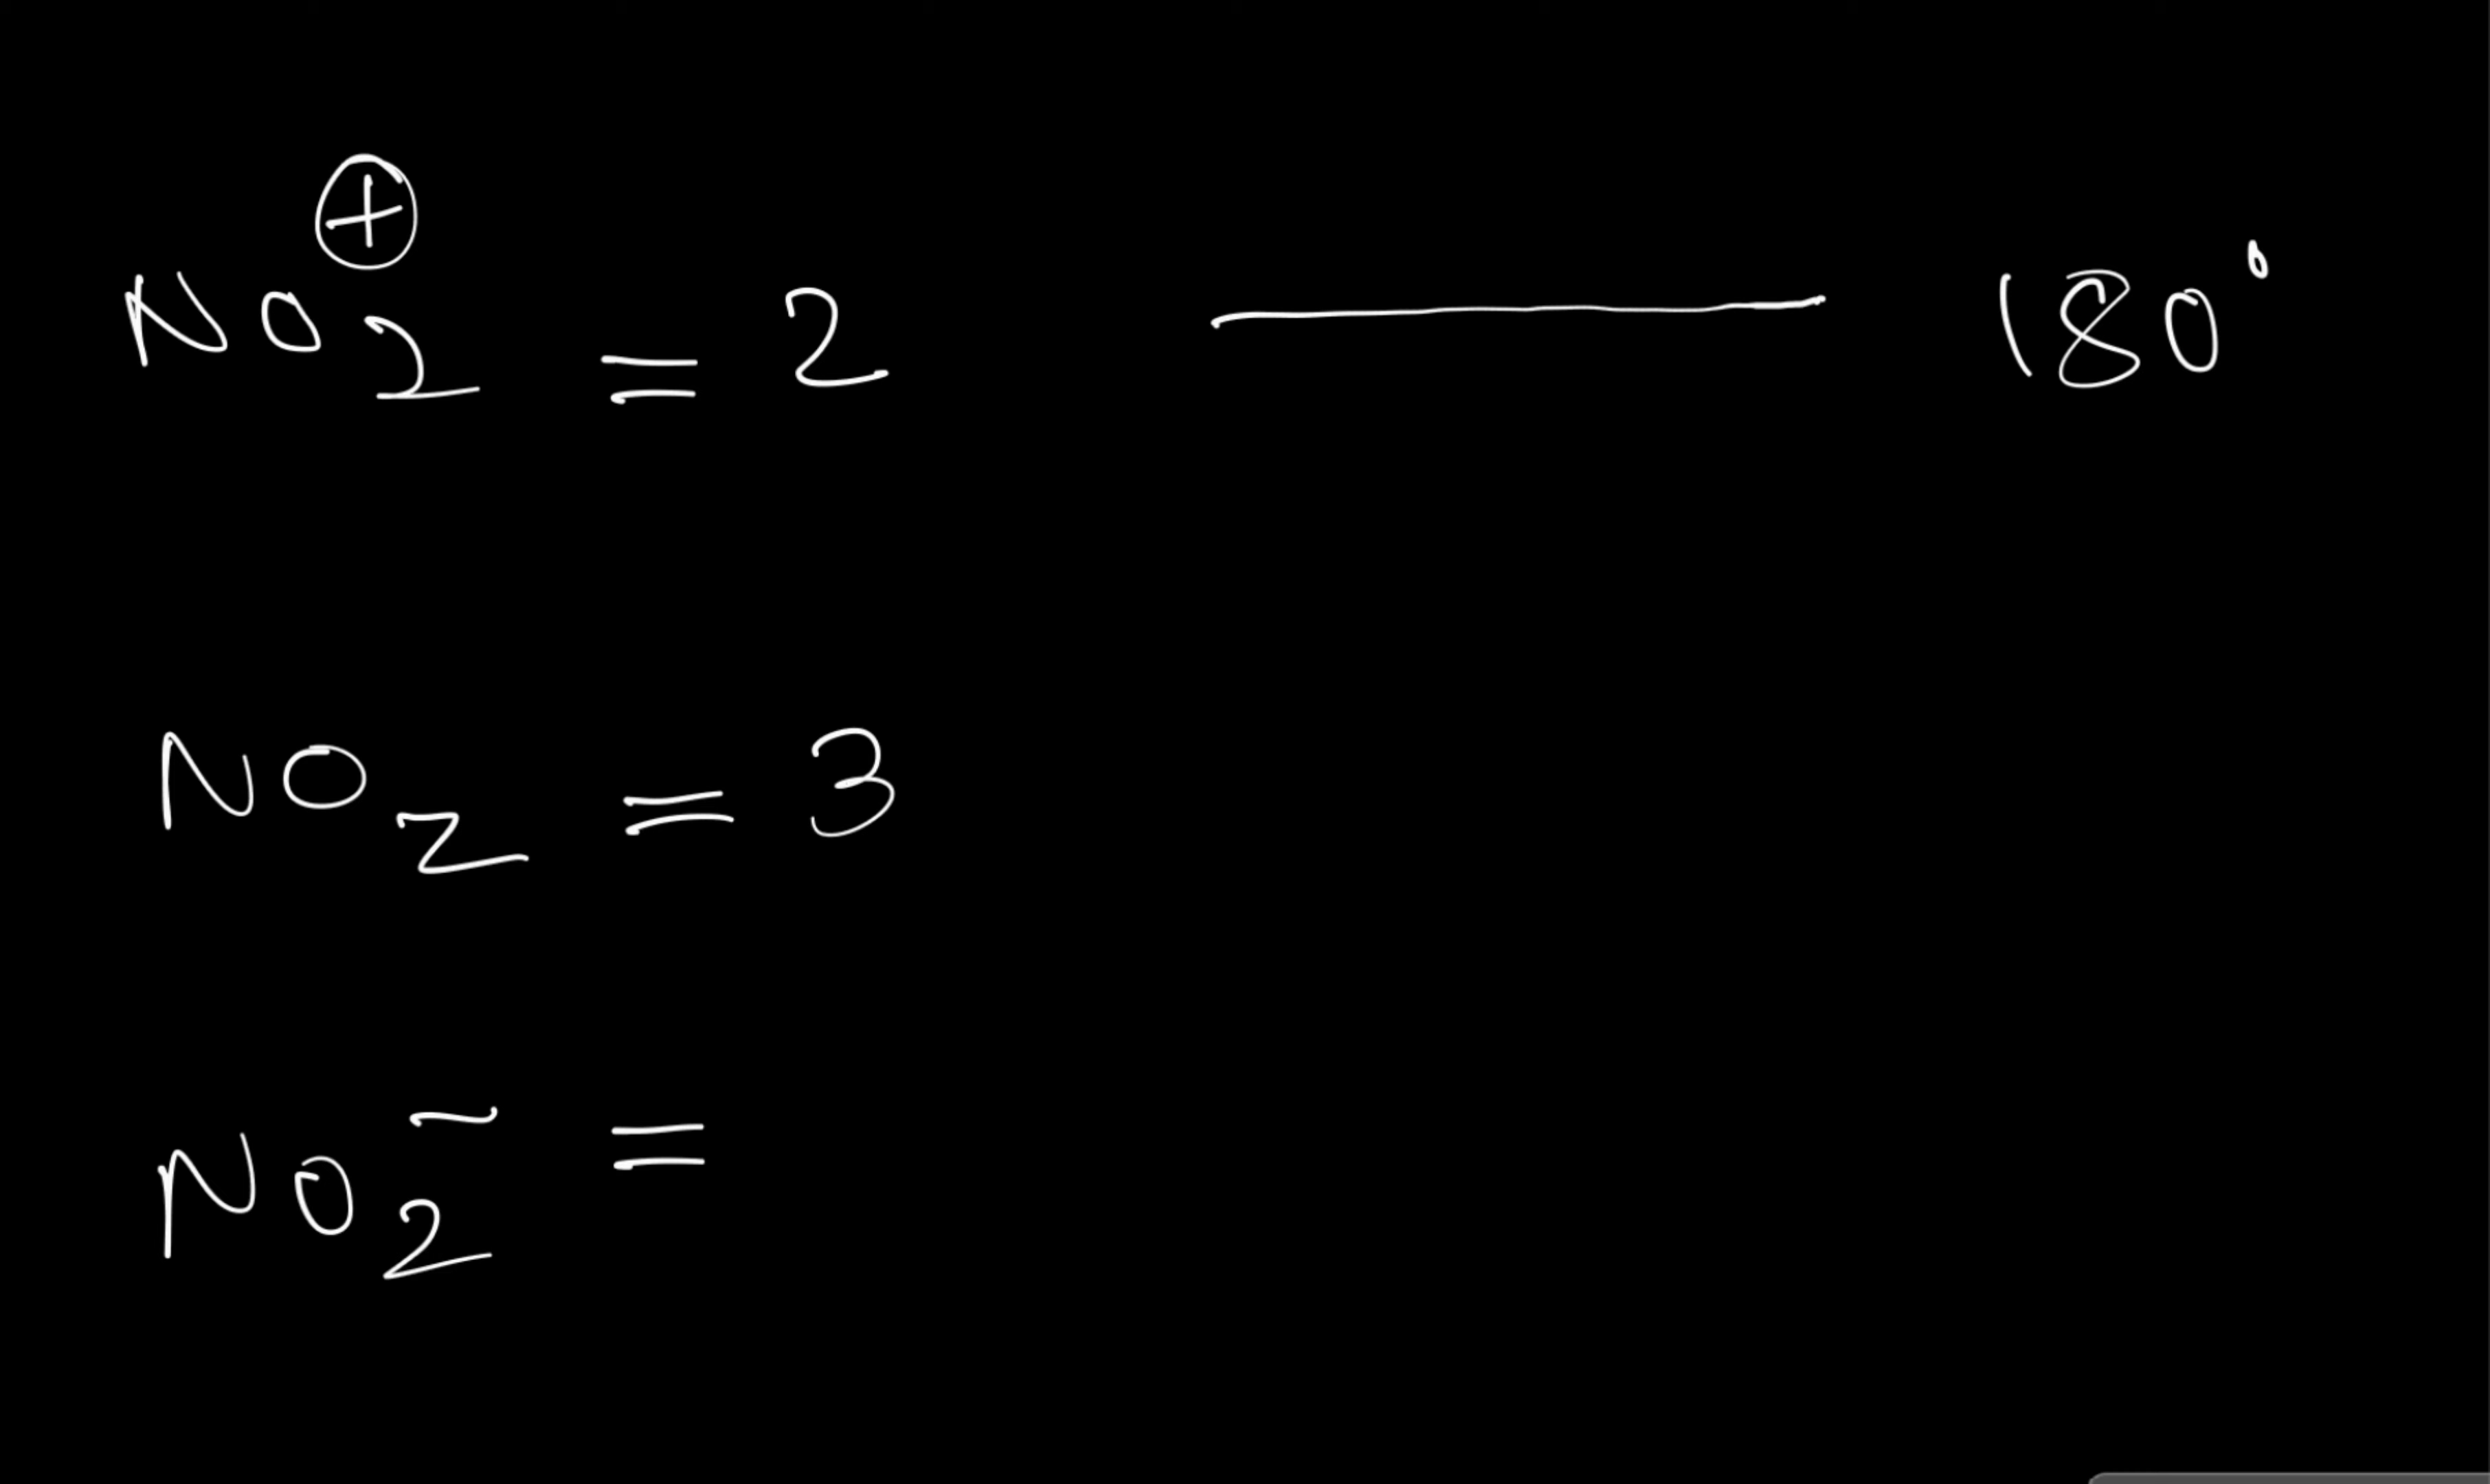 No₂⊕ = 2 ——— 180°
NO₂ = 3
NO₂⁻ =